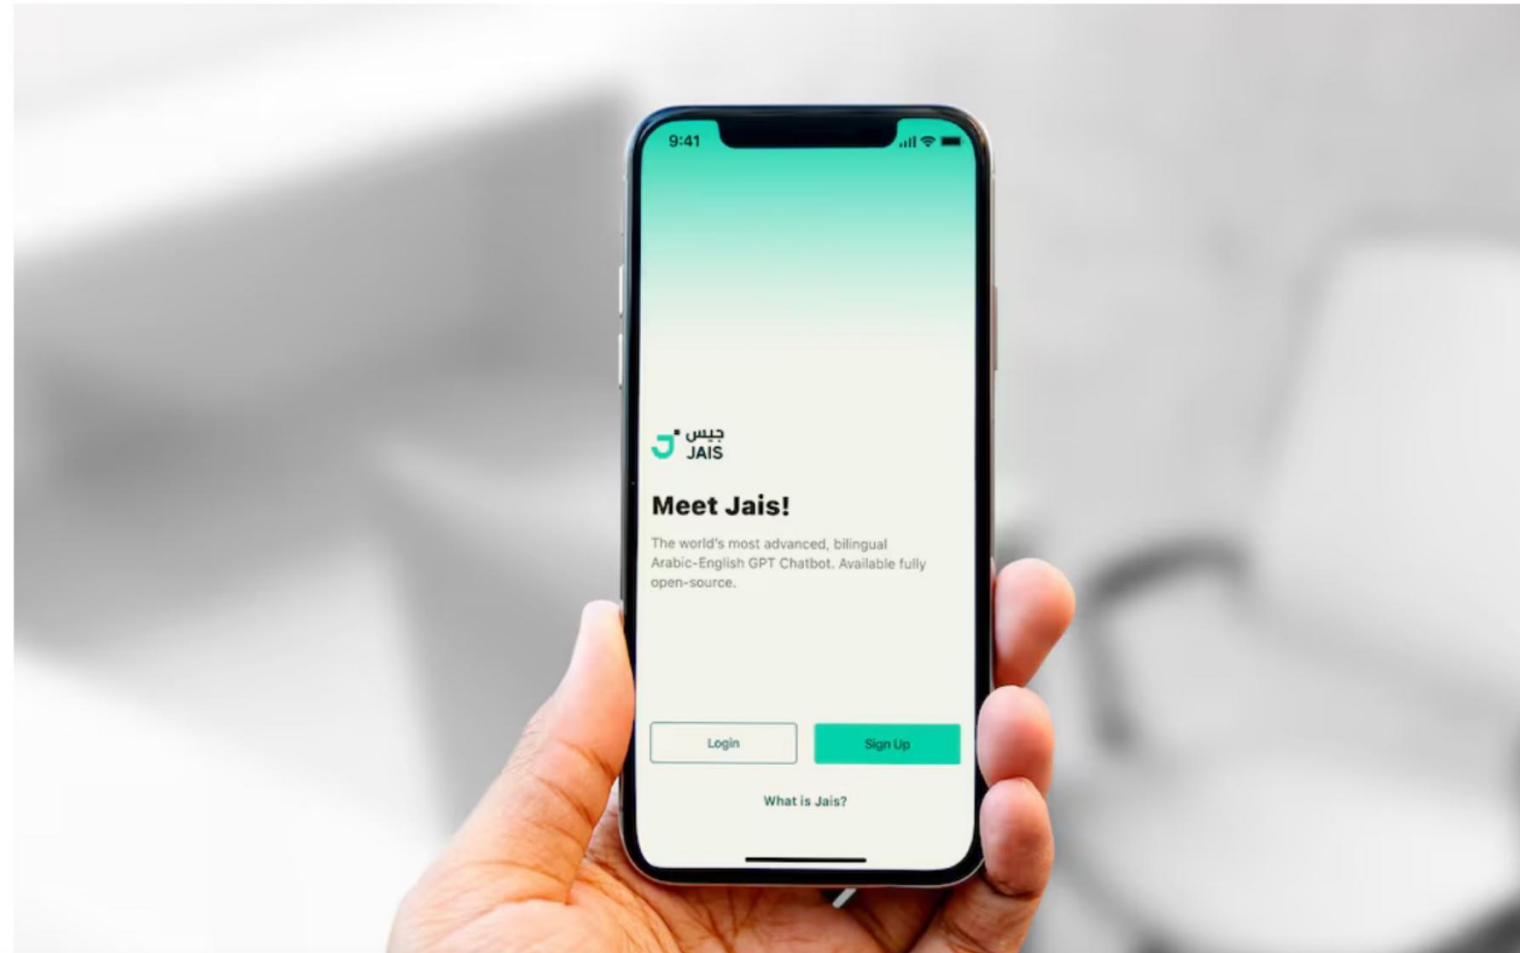 9:41
جيس
JAIS
Meet Jais!
The world's most advanced, bilingual
Arabic-English GPT Chatbot. Available fully
open-source.
Login
Sign Up
What is Jais?